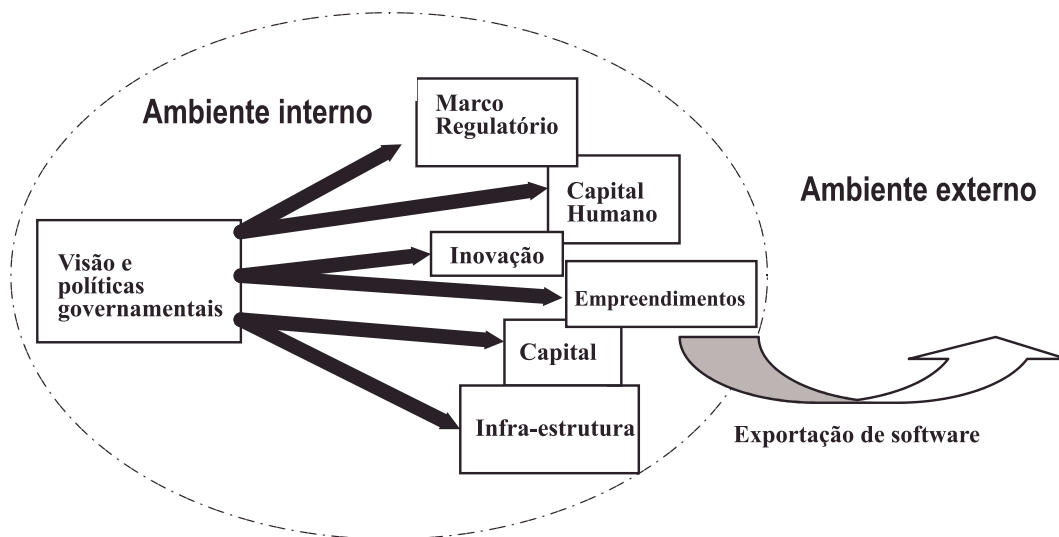 Ambiente interno
Marco
Regulatório
Capital
Humano
Ambiente externo
Visão e
políticas
governamentais
Inovação
Empreendimentos
Capital
Infra-estrutura
Exportação de software